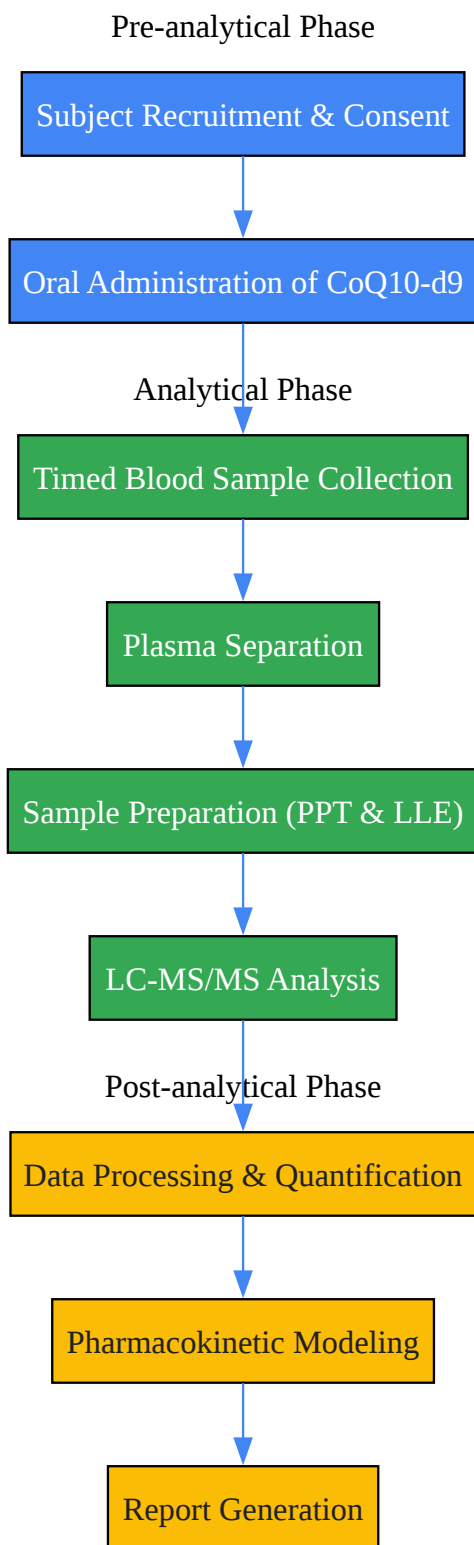 Pre-analytical Phase
Subject Recruitment & Consent
Oral Administration of CoQ10-d9
Analytical Phase
Timed Blood Sample Collection
Plasma Separation
Sample Preparation (PPT & LLE)
LC-MS/MS Analysis
Post-analytical Phase
Data Processing & Quantification
Pharmacokinetic Modeling
Report Generation